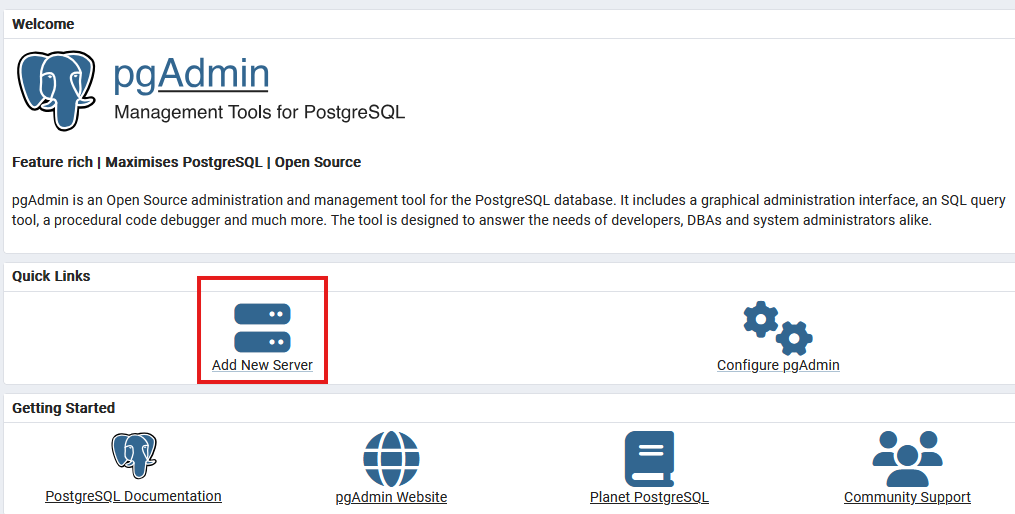 Welcome
pgAdmin
Management Tools for PostgreSQL
Feature rich | Maximises PostgreSQL | Open Source
pgAdmin is an Open Source administration and management tool for the PostgreSQL database. It includes a graphical administration interface, an SQL query
tool, a procedural code debugger and much more. The tool is designed to answer the needs of developers, DBAs and system administrators alike.
Quick Links
Add New Server
Configure pgAdmin
Getting Started
PostgreSQL Documentation
pgAdmin Website
Planet PostgreSQL
Community Support